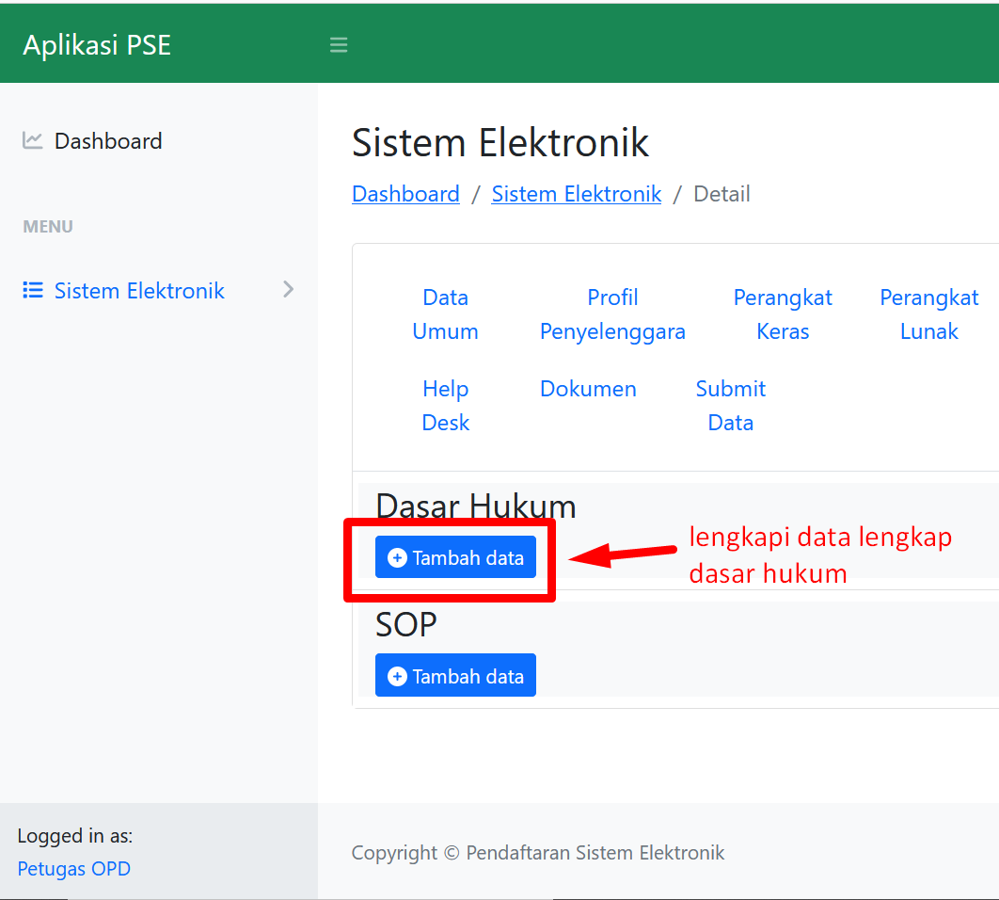 Aplikasi PSE
Dashboard
MENU
Sistem Elektronik
Sistem Elektronik
Dashboard / Sistem Elektronik / Detail
Data Umum
Profil Penyelenggara
Perangkat Keras
Perangkat Lunak
Help Desk
Dokumen
Submit Data
Dasar Hukum
Tambah data
lengkapi data lengkap
dasar hukum
SOP
Tambah data
Logged in as:
Petugas OPD
Copyright © Pendaftaran Sistem Elektronik